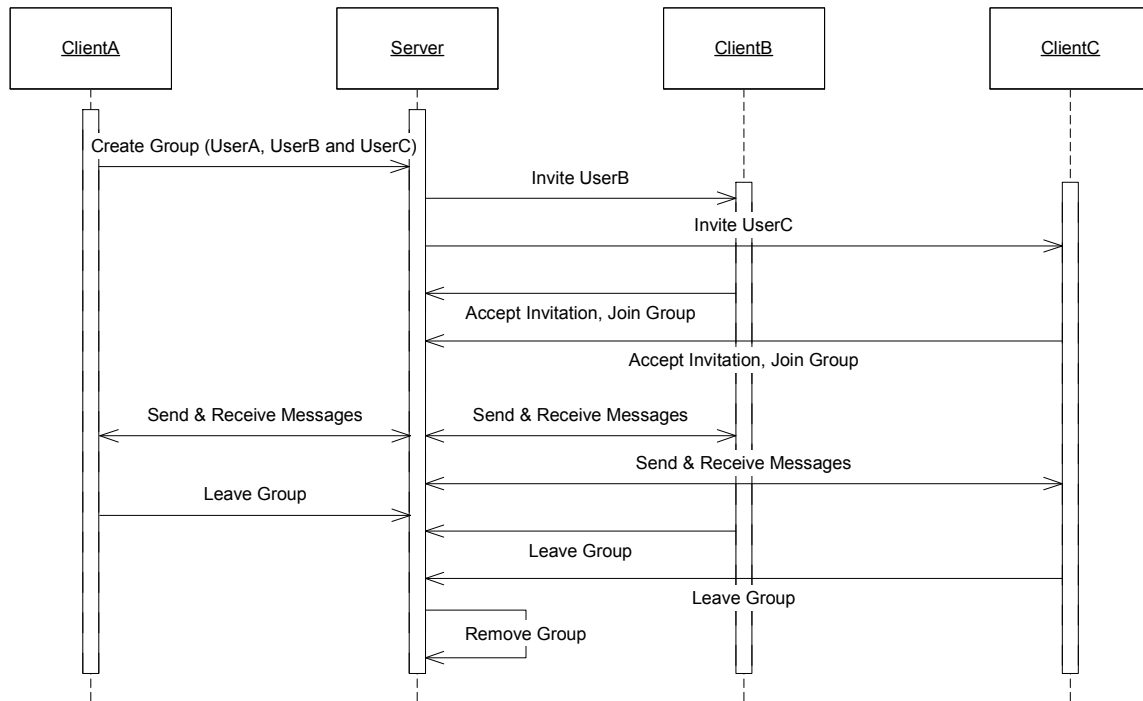 ClientA
Server
ClientB
ClientC
Create Group (UserA, UserB and UserC)
Invite UserB
Invite UserC
Accept Invitation, Join Group
Accept Invitation, Join Group
Send & Receive Messages
Send & Receive Messages
Send & Receive Messages
Leave Group
Leave Group
Leave Group
Remove Group